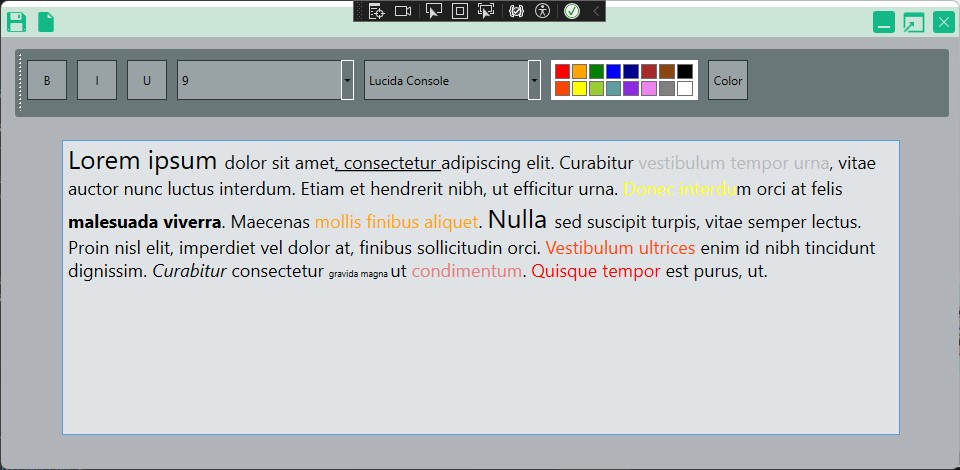 B I U 9 Lucida Console Color
Lorem ipsum dolor sit amet, consectetur adipiscing elit. Curabitur vestibulum tempor urna, vitae
auctor nunc luctus interdum. Etiam et hendrerit nibh, ut efficitur urna. Donec interdum orci at felis
malesuada viverra. Maecenas mollis finibus aliquet. Nulla sed suscipit turpis, vitae semper lectus.
Proin nisl elit, imperdiet vel dolor at, finibus sollicitudin orci. Vestibulum ultrices enim id nibh tincidunt
dignissim. Curabitur consectetur gravida magna ut condimentum. Quisque tempor est purus, ut.